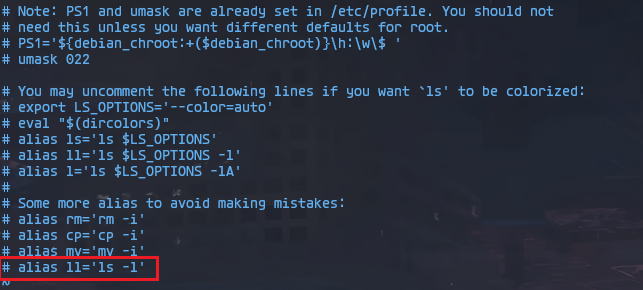 # Note: PS1 and umask are already set in /etc/profile. You should not
# need this unless you want different defaults for root.
# PS1='${debian_chroot:+($debian_chroot)}\h:\w\$ '
# umask 022
# You may uncomment the following lines if you want `ls' to be colorized:
# export LS_OPTIONS='--color=auto'
# eval "$(dircolors)"
# alias ls='ls $LS_OPTIONS'
# alias ll='ls $LS_OPTIONS -l'
# alias l='ls $LS_OPTIONS -lA'
#
# Some more alias to avoid making mistakes:
# alias rm='rm -i'
# alias cp='cp -i'
# alias mv='mv -i'
# alias ll='ls -l'
~